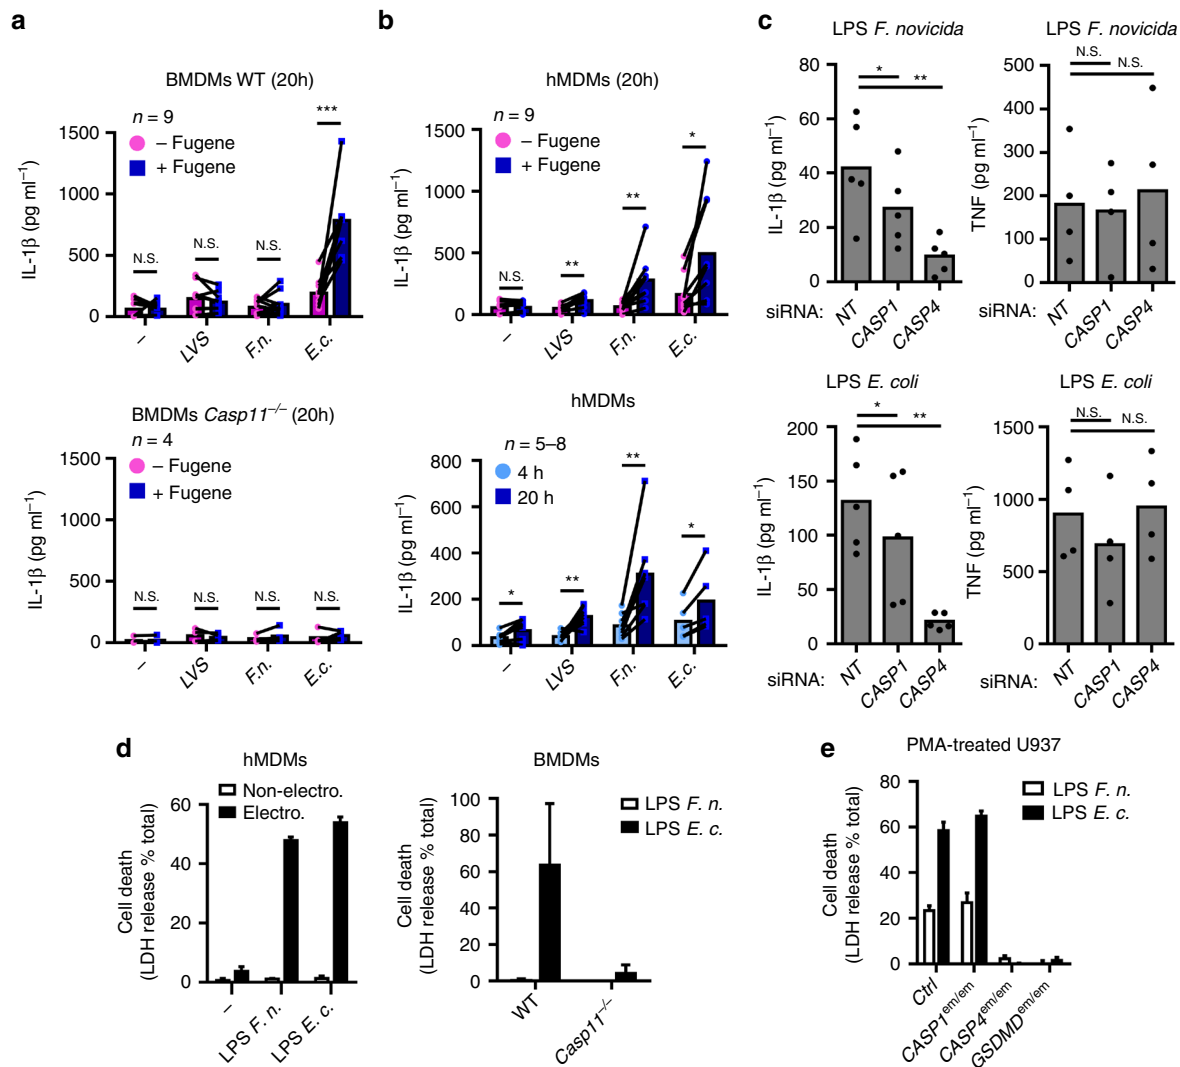 a
BMDMs WT (20h)
n = 9
– Fugene
+ Fugene
***
N.S.
N.S.
N.S.
IL-1β (pg ml⁻¹)
1500
1000
500
0
–
LVS
F.n.
E.c.
BMDMs Casp11⁻/⁻ (20h)
n = 4
– Fugene
+ Fugene
N.S.
N.S.
N.S.
N.S.
IL-1β (pg ml⁻¹)
1500
1000
500
0
–
LVS
F.n.
E.c.
b
hMDMs (20h)
n = 9
– Fugene
+ Fugene
N.S.
**
**
*
IL-1β (pg ml⁻¹)
1500
1000
500
0
–
LVS
F.n.
E.c.
hMDMs
n = 5–8
4 h
20 h
*
**
**
*
IL-1β (pg ml⁻¹)
800
600
400
200
0
–
LVS
F.n.
E.c.
c
LPS F. novicida
*
**
IL-1β (pg ml⁻¹)
80
60
40
20
0
siRNA:
NT
CASP1
CASP4
LPS F. novicida
N.S.
N.S.
TNF (pg ml⁻¹)
500
400
300
200
100
0
siRNA:
NT
CASP1
CASP4
LPS E. coli
*
**
IL-1β (pg ml⁻¹)
200
150
100
50
0
siRNA:
NT
CASP1
CASP4
LPS E. coli
N.S.
N.S.
TNF (pg ml⁻¹)
1500
1000
500
0
siRNA:
NT
CASP1
CASP4
d
hMDMs
Non-electro.
Electro.
Cell death
(LDH release % total)
60
40
20
0
–
LPS F. n.
LPS E. c.
BMDMs
LPS F. n.
LPS E. c.
Cell death
(LDH release % total)
100
80
60
40
20
0
WT
Casp11⁻/⁻
e
PMA-treated U937
LPS F. n.
LPS E. c.
Cell death
(LDH release % total)
80
60
40
20
0
Ctrl
CASP1em/em
CASP4em/em
GSDMDem/em